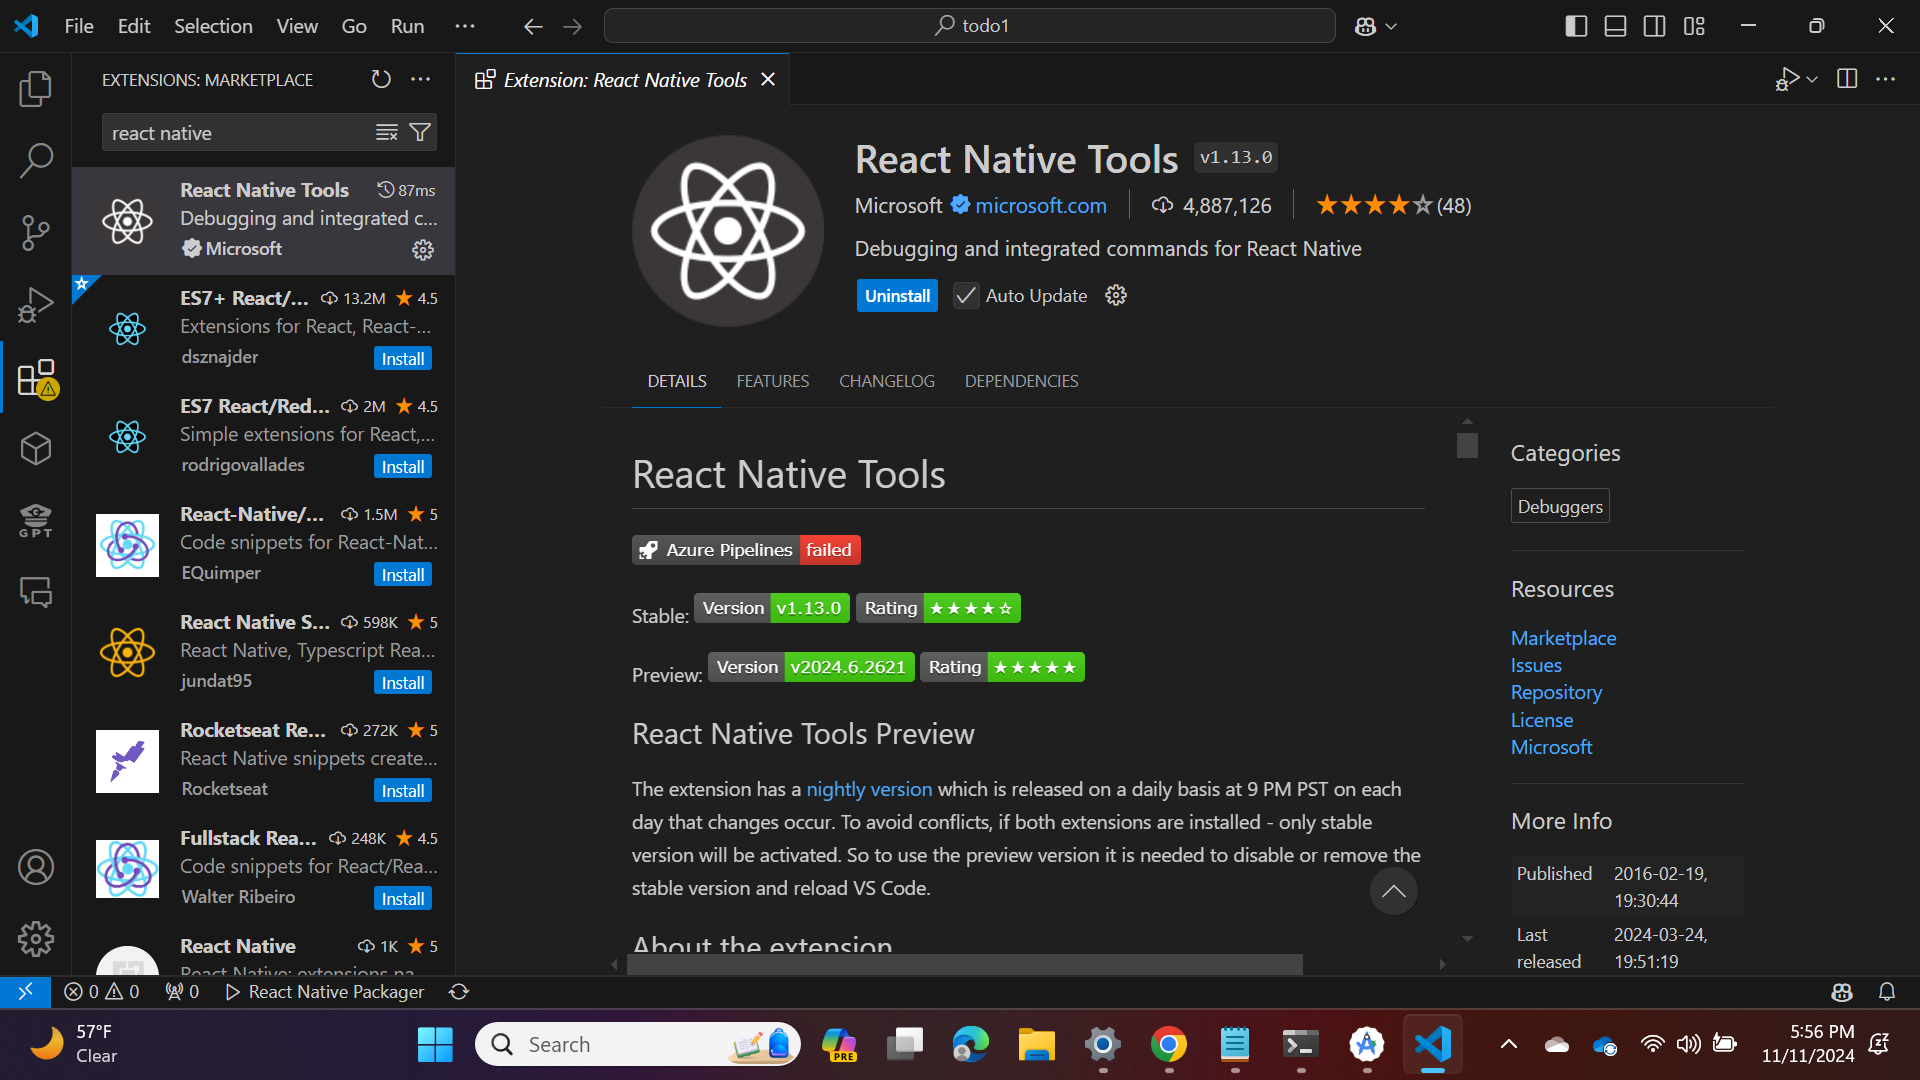 File Edit Selection View Go Run ···
todo1
EXTENSIONS: MARKETPLACE
react native
React Native Tools 87ms
Debugging and integrated c...
Microsoft
ES7+ React/... 13.2M 4.5
Extensions for React, React-...
dsznajder Install
ES7 React/Red... 2M 4.5
Simple extensions for React,...
rodrigovallades Install
React-Native/... 1.5M 5
Code snippets for React-Nat...
EQuimper Install
React Native S... 598K 5
React Native, Typescript Rea...
jundat95 Install
Rocketseat Re... 272K 5
React Native snippets create...
Rocketseat Install
Fullstack Rea... 248K 4.5
Code snippets for React/Rea...
Walter Ribeiro Install
React Native 1K 5
React Native: extensions pa...
GPT
Extension: React Native Tools
React Native Tools v1.13.0
Microsoft microsoft.com 4,887,126 (48)
Debugging and integrated commands for React Native
Uninstall Auto Update
DETAILS FEATURES CHANGELOG DEPENDENCIES
React Native Tools
Azure Pipelines failed
Stable: Version v1.13.0 Rating ★★★★☆
Preview: Version v2024.6.2621 Rating ★★★★★
React Native Tools Preview
The extension has a nightly version which is released on a daily basis at 9 PM PST on each
day that changes occur. To avoid conflicts, if both extensions are installed - only stable
version will be activated. So to use the preview version it is needed to disable or remove the
stable version and reload VS Code.
About the extension
Categories
Debuggers
Resources
Marketplace
Issues
Repository
License
Microsoft
More Info
Published 2016-02-19,
19:30:44
Last 2024-03-24,
released 19:51:19
0 0 0 React Native Packager
57°F
Clear
Search
PRE
5:56 PM
11/11/2024